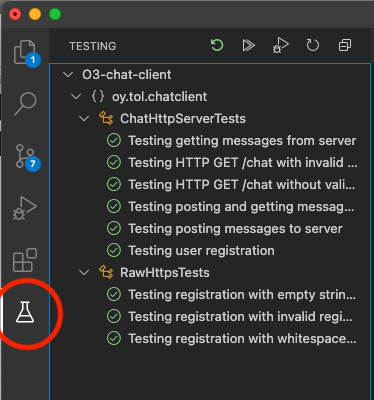 TESTING
1
O3-chat-client
{} oy.tol.chatclient
ChatHttpServerTests
Testing getting messages from server
Testing HTTP GET /chat with invalid ...
Testing HTTP GET /chat without vali...
Testing posting and getting messag...
Testing posting messages to server
Testing user registration
7
RawHttpsTests
Testing registration with empty strin...
Testing registration with invalid regi...
Testing registration with whitespace...